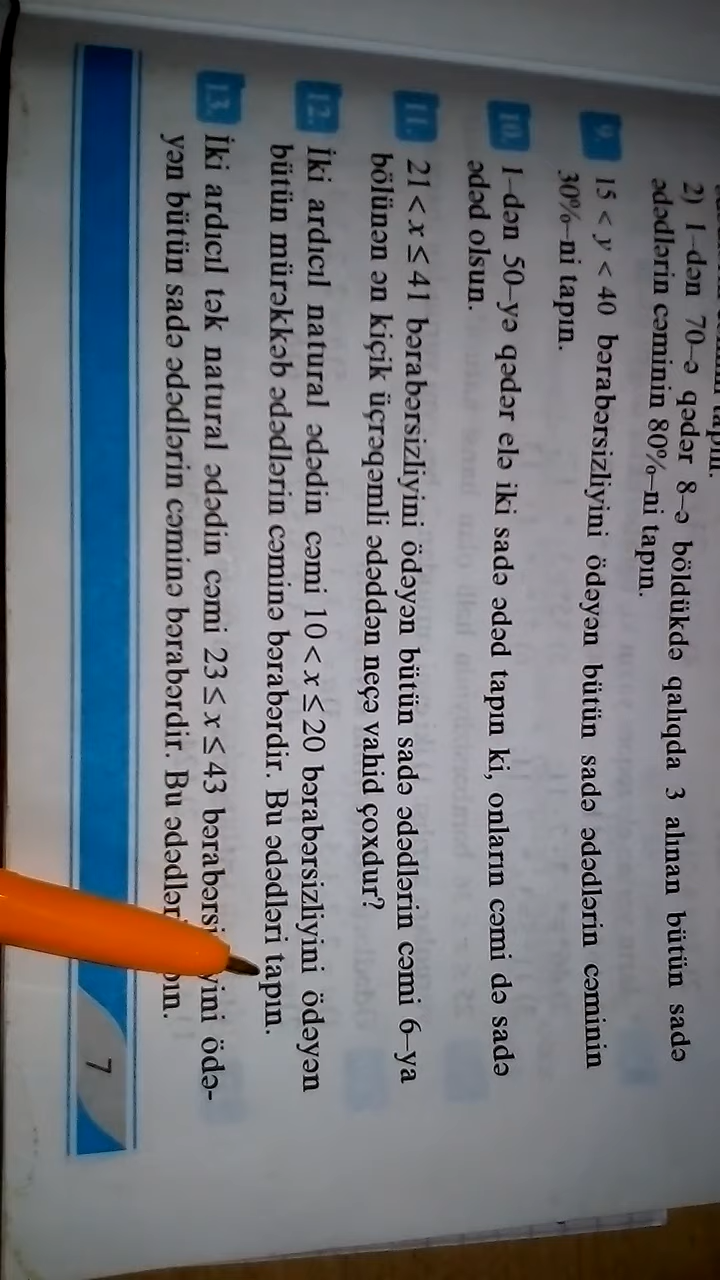 2) 1–dən 70–ə qədər 8–ə böldükdə qalıqda 3 alınan bütün sadə
ədədlərin cəminin 80%–ni tapın.
9. 15 < y < 40 bərabərsizliyini ödəyən bütün sadə ədədlərin cəminin
30%–ni tapın.
10. 1–dən 50–yə qədər elə iki sadə ədəd tapın ki, onların cəmi də sadə
ədəd olsun.
11. 21 < x ≤ 41 bərabərsizliyini ödəyən bütün sadə ədədlərin cəmi 6–ya
bölünən ən kiçik üçrəqəmli ədəddən neçə vahid çoxdur?
12. İki ardıcıl natural ədədin cəmi 10 < x ≤ 20 bərabərsizliyini ödəyən
bütün mürəkkəb ədədlərin cəminə bərabərdir. Bu ədədləri tapın.
13. İki ardıcıl tək natural ədədin cəmi 23 ≤ x ≤ 43 ödə-
yən bütün sadə ədədlərin cəminə bərabərdir. Bu
7